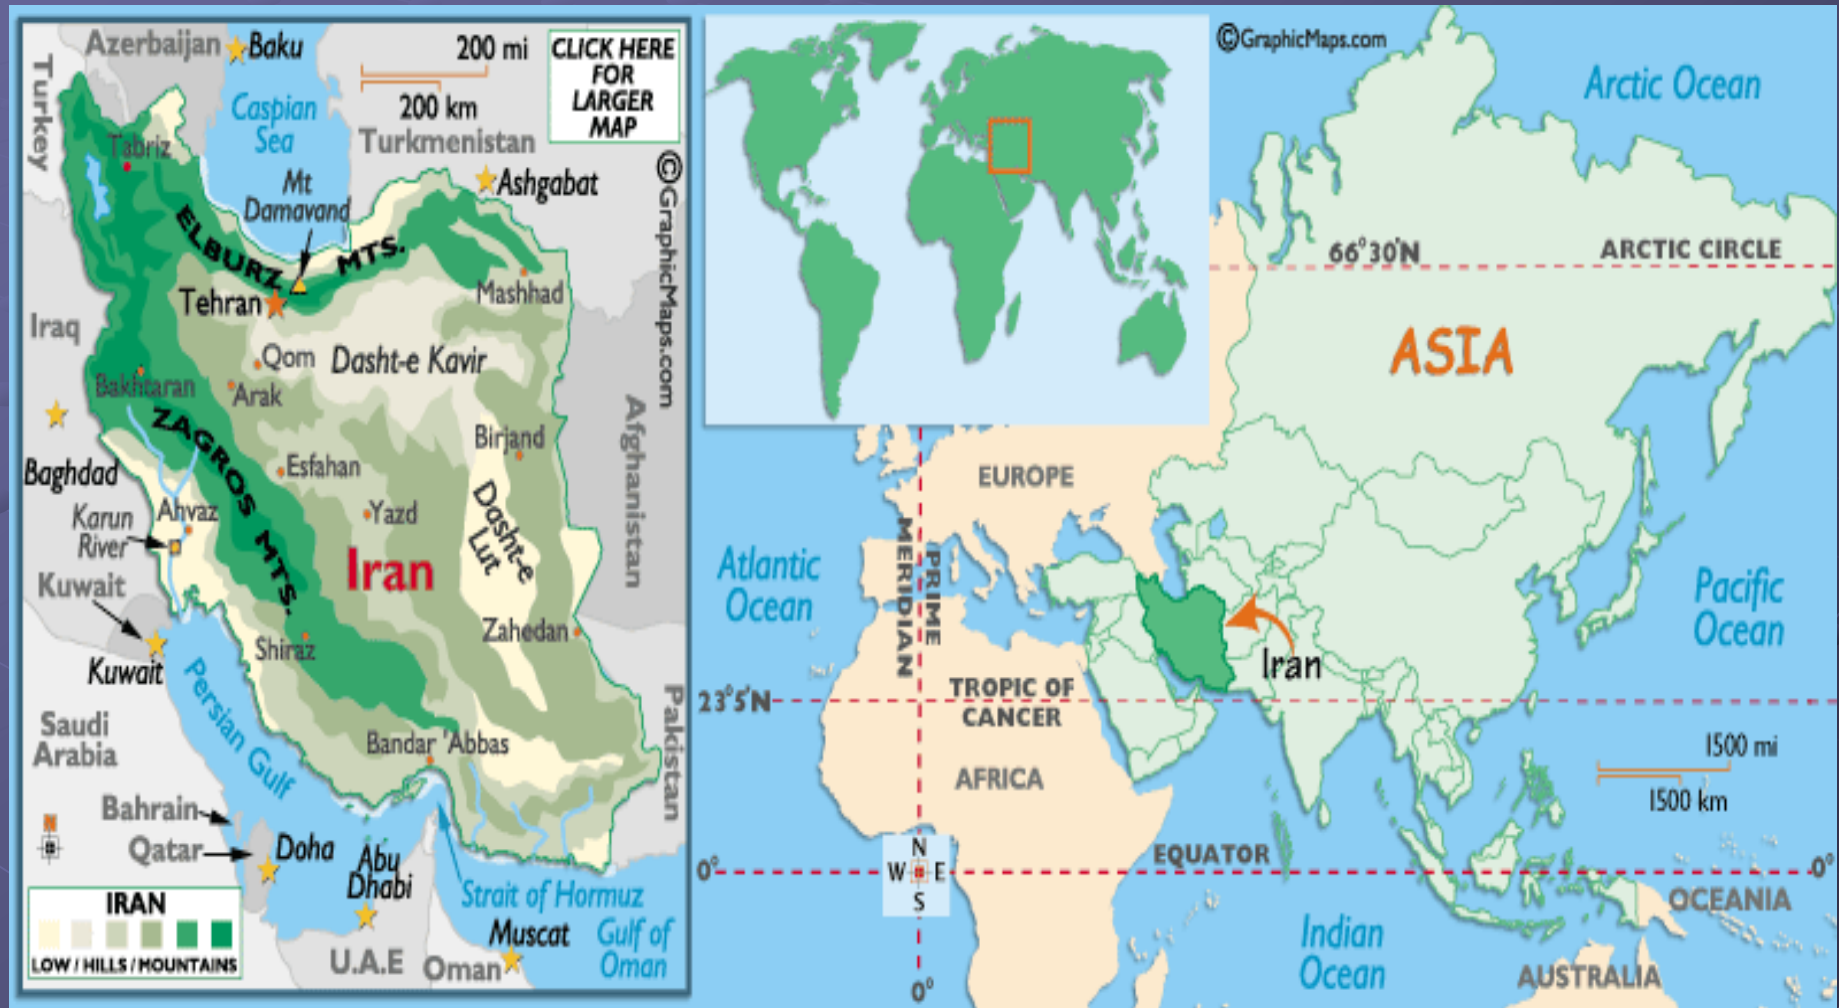 Azerbaijan
Baku
200 mi
200 km
CLICK HERE
FOR
LARGER
MAP
Turkey
Caspian
Sea
Turkmenistan
Ashgabat
©GraphicMaps.com
Tabriz
Mt
Damavand
ELBURZ MTS.
Tehran
Mashhad
Iraq
Qom
Dasht-e Kavir
Bakhtaran
Arak
ZAGROS MTS.
Birjand
Afghanistan
Baghdad
Esfahan
Karun
River
Ahvaz
Yazd
Dasht-e
Lut
Iran
Kuwait
Kuwait
Shiraz
Zahedan
Persian Gulf
Saudi
Arabia
Bandar 'Abbas
Pakistan
Bahrain
Qatar
Doha
Abu
Dhabi
Strait of Hormuz
Muscat
Gulf of
Oman
U.A.E
Oman
N
IRAN
LOW / HILLS / MOUNTAINS
©GraphicMaps.com
Arctic Ocean
66°30'N
ARCTIC CIRCLE
ASIA
EUROPE
Atlantic
Ocean
PRIME
MERIDIAN
Pacific
Ocean
Iran
23°5'N
TROPIC OF
CANCER
AFRICA
1500 mi
1500 km
EQUATOR
0°
0°
N
W E
S
OCEANIA
Indian
Ocean
AUSTRALIA
0°